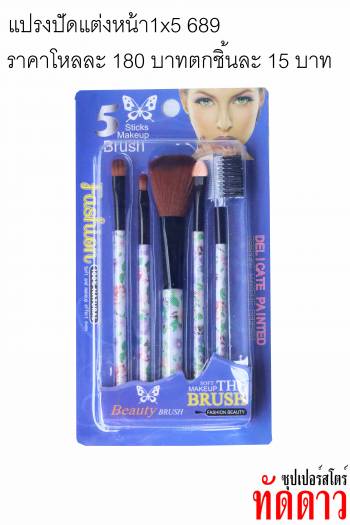 แปรงปัดแต่งหน้า1x5 689
ราคาโหลละ 180 บาทตกชิ้นละ 15 บาท
5
Sticks
Makeup
Brush
Fashion
DELICATE PAINTED
Beauty BRUSH
SOFT
MAKEUP THE
BRUSH
FASHION BEAUTY
ซุปเปอร์สโตร์
ทัดดาว